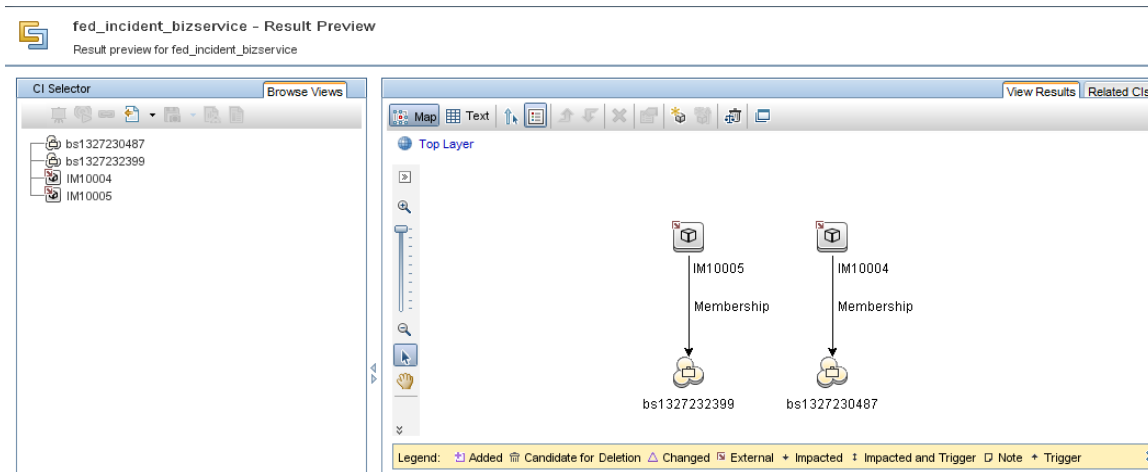 fed_incident_bizservice - Result Preview
Result preview for fed_incident_bizservice
CI Selector
Browse Views
bs1327230487
bs1327232399
IM10004
IM10005
View Results
Related CIs
Map
Text
Top Layer
IM10005
IM10004
Membership
Membership
bs1327232399
bs1327230487
Legend: Added Candidate for Deletion Changed External Impacted Impacted and Trigger Note Trigger